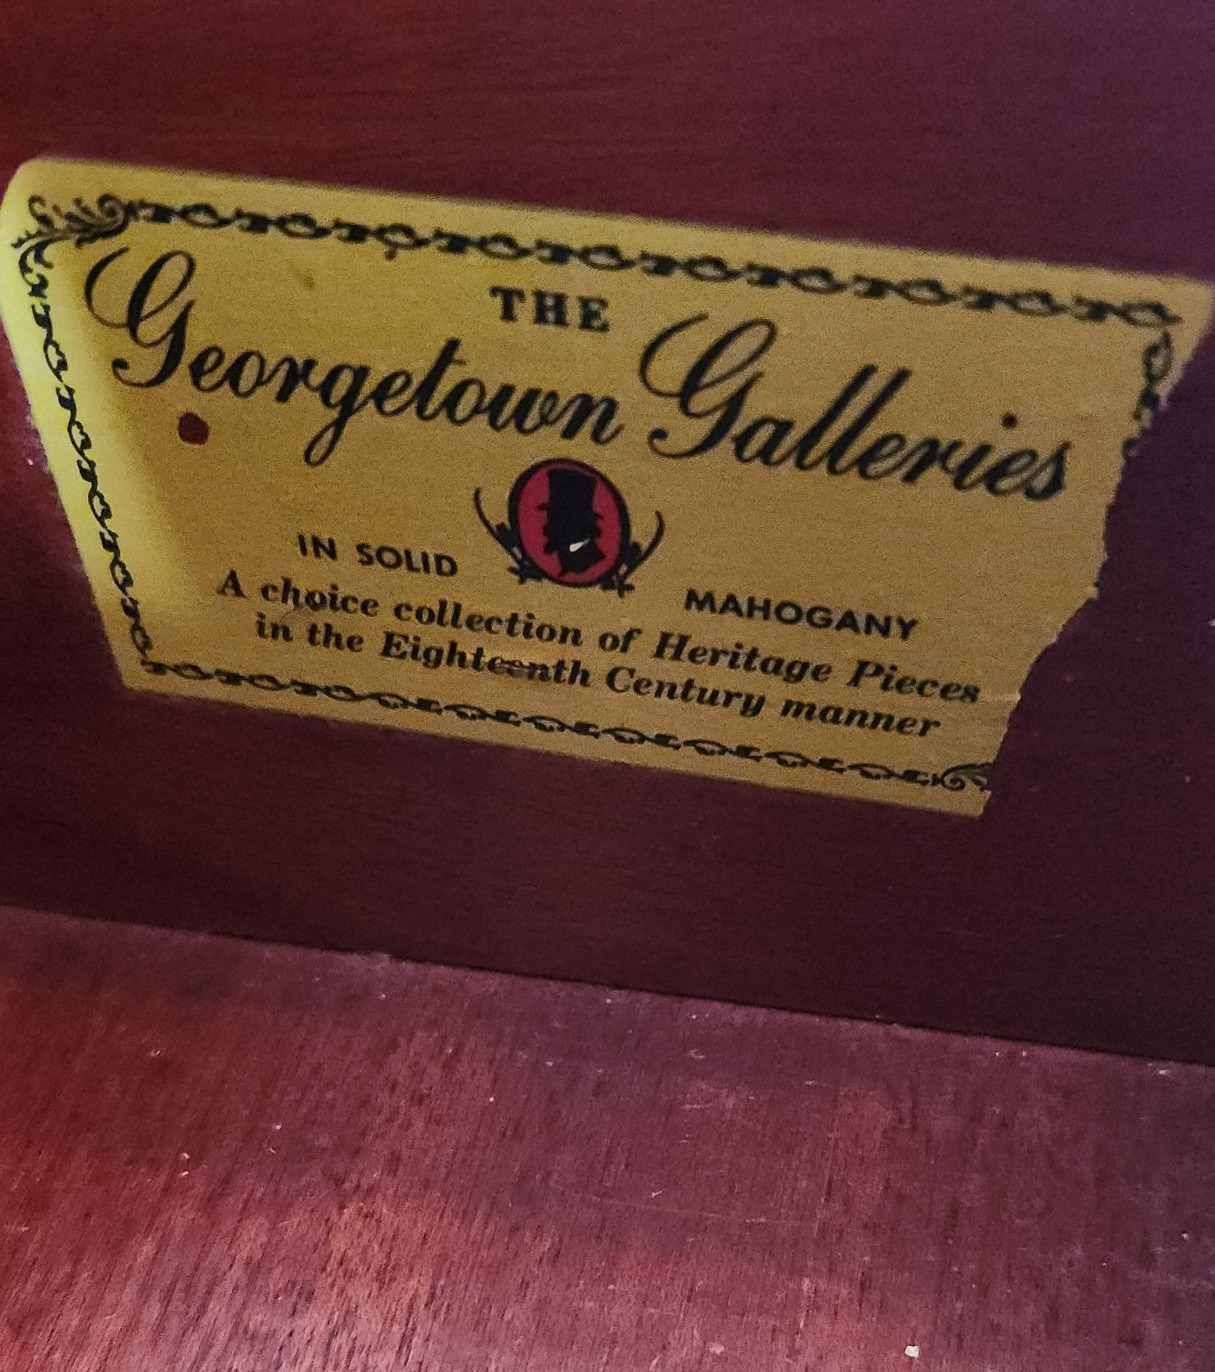 THE
Georgetown Galleries
IN SOLID MAHOGANY
A choice collection of Heritage Pieces
in the Eighteenth Century manner